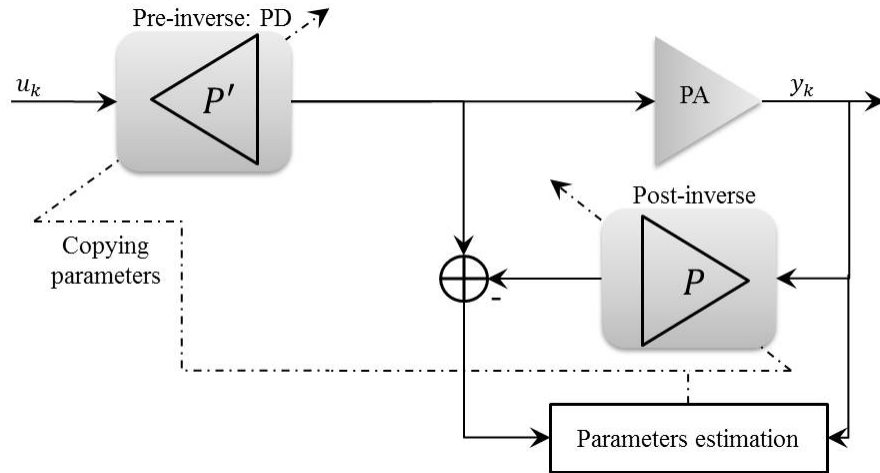 Pre-inverse: PD
u_k
P′
PA
y_k
Post-inverse
Copying
parameters
P
-
Parameters estimation